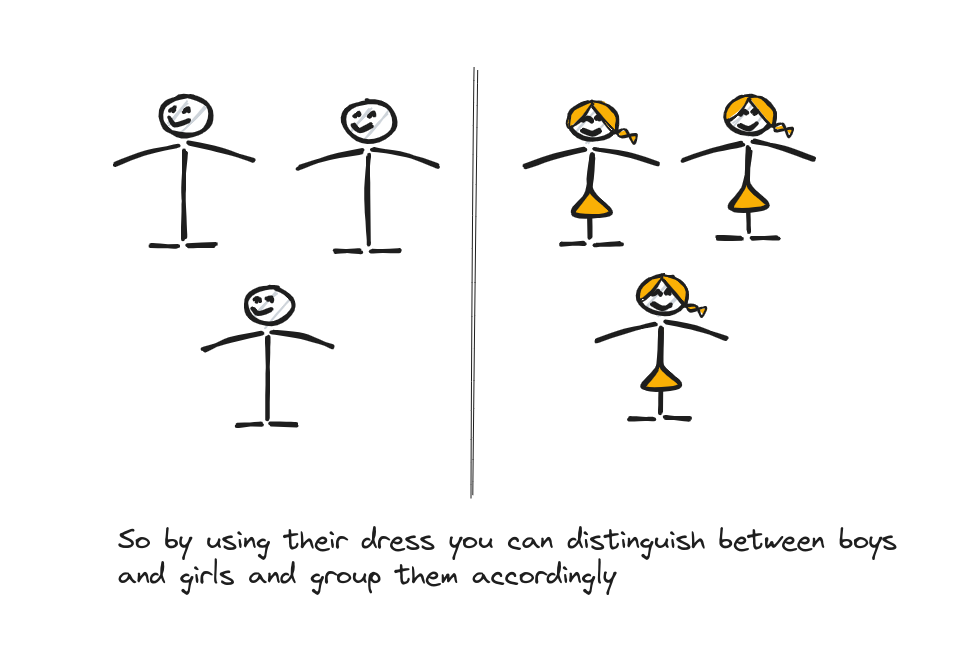 So by using their dress you can distinguish between boys
and girls and group them accordingly